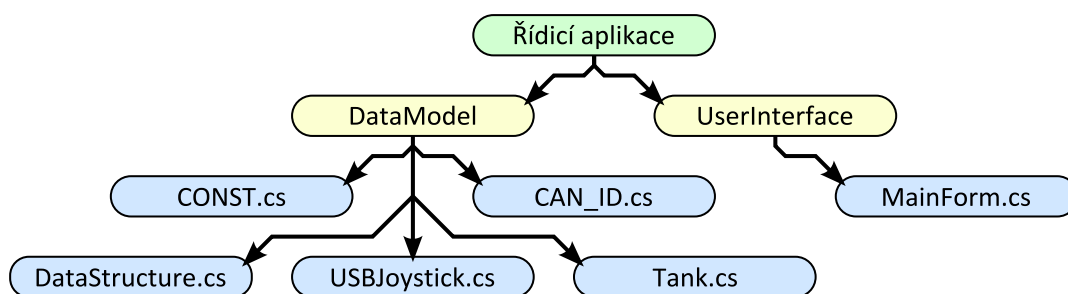 Řídicí aplikace
DataModel
UserInterface
CONST.cs
CAN_ID.cs
MainForm.cs
DataStructure.cs
USBJoystick.cs
Tank.cs